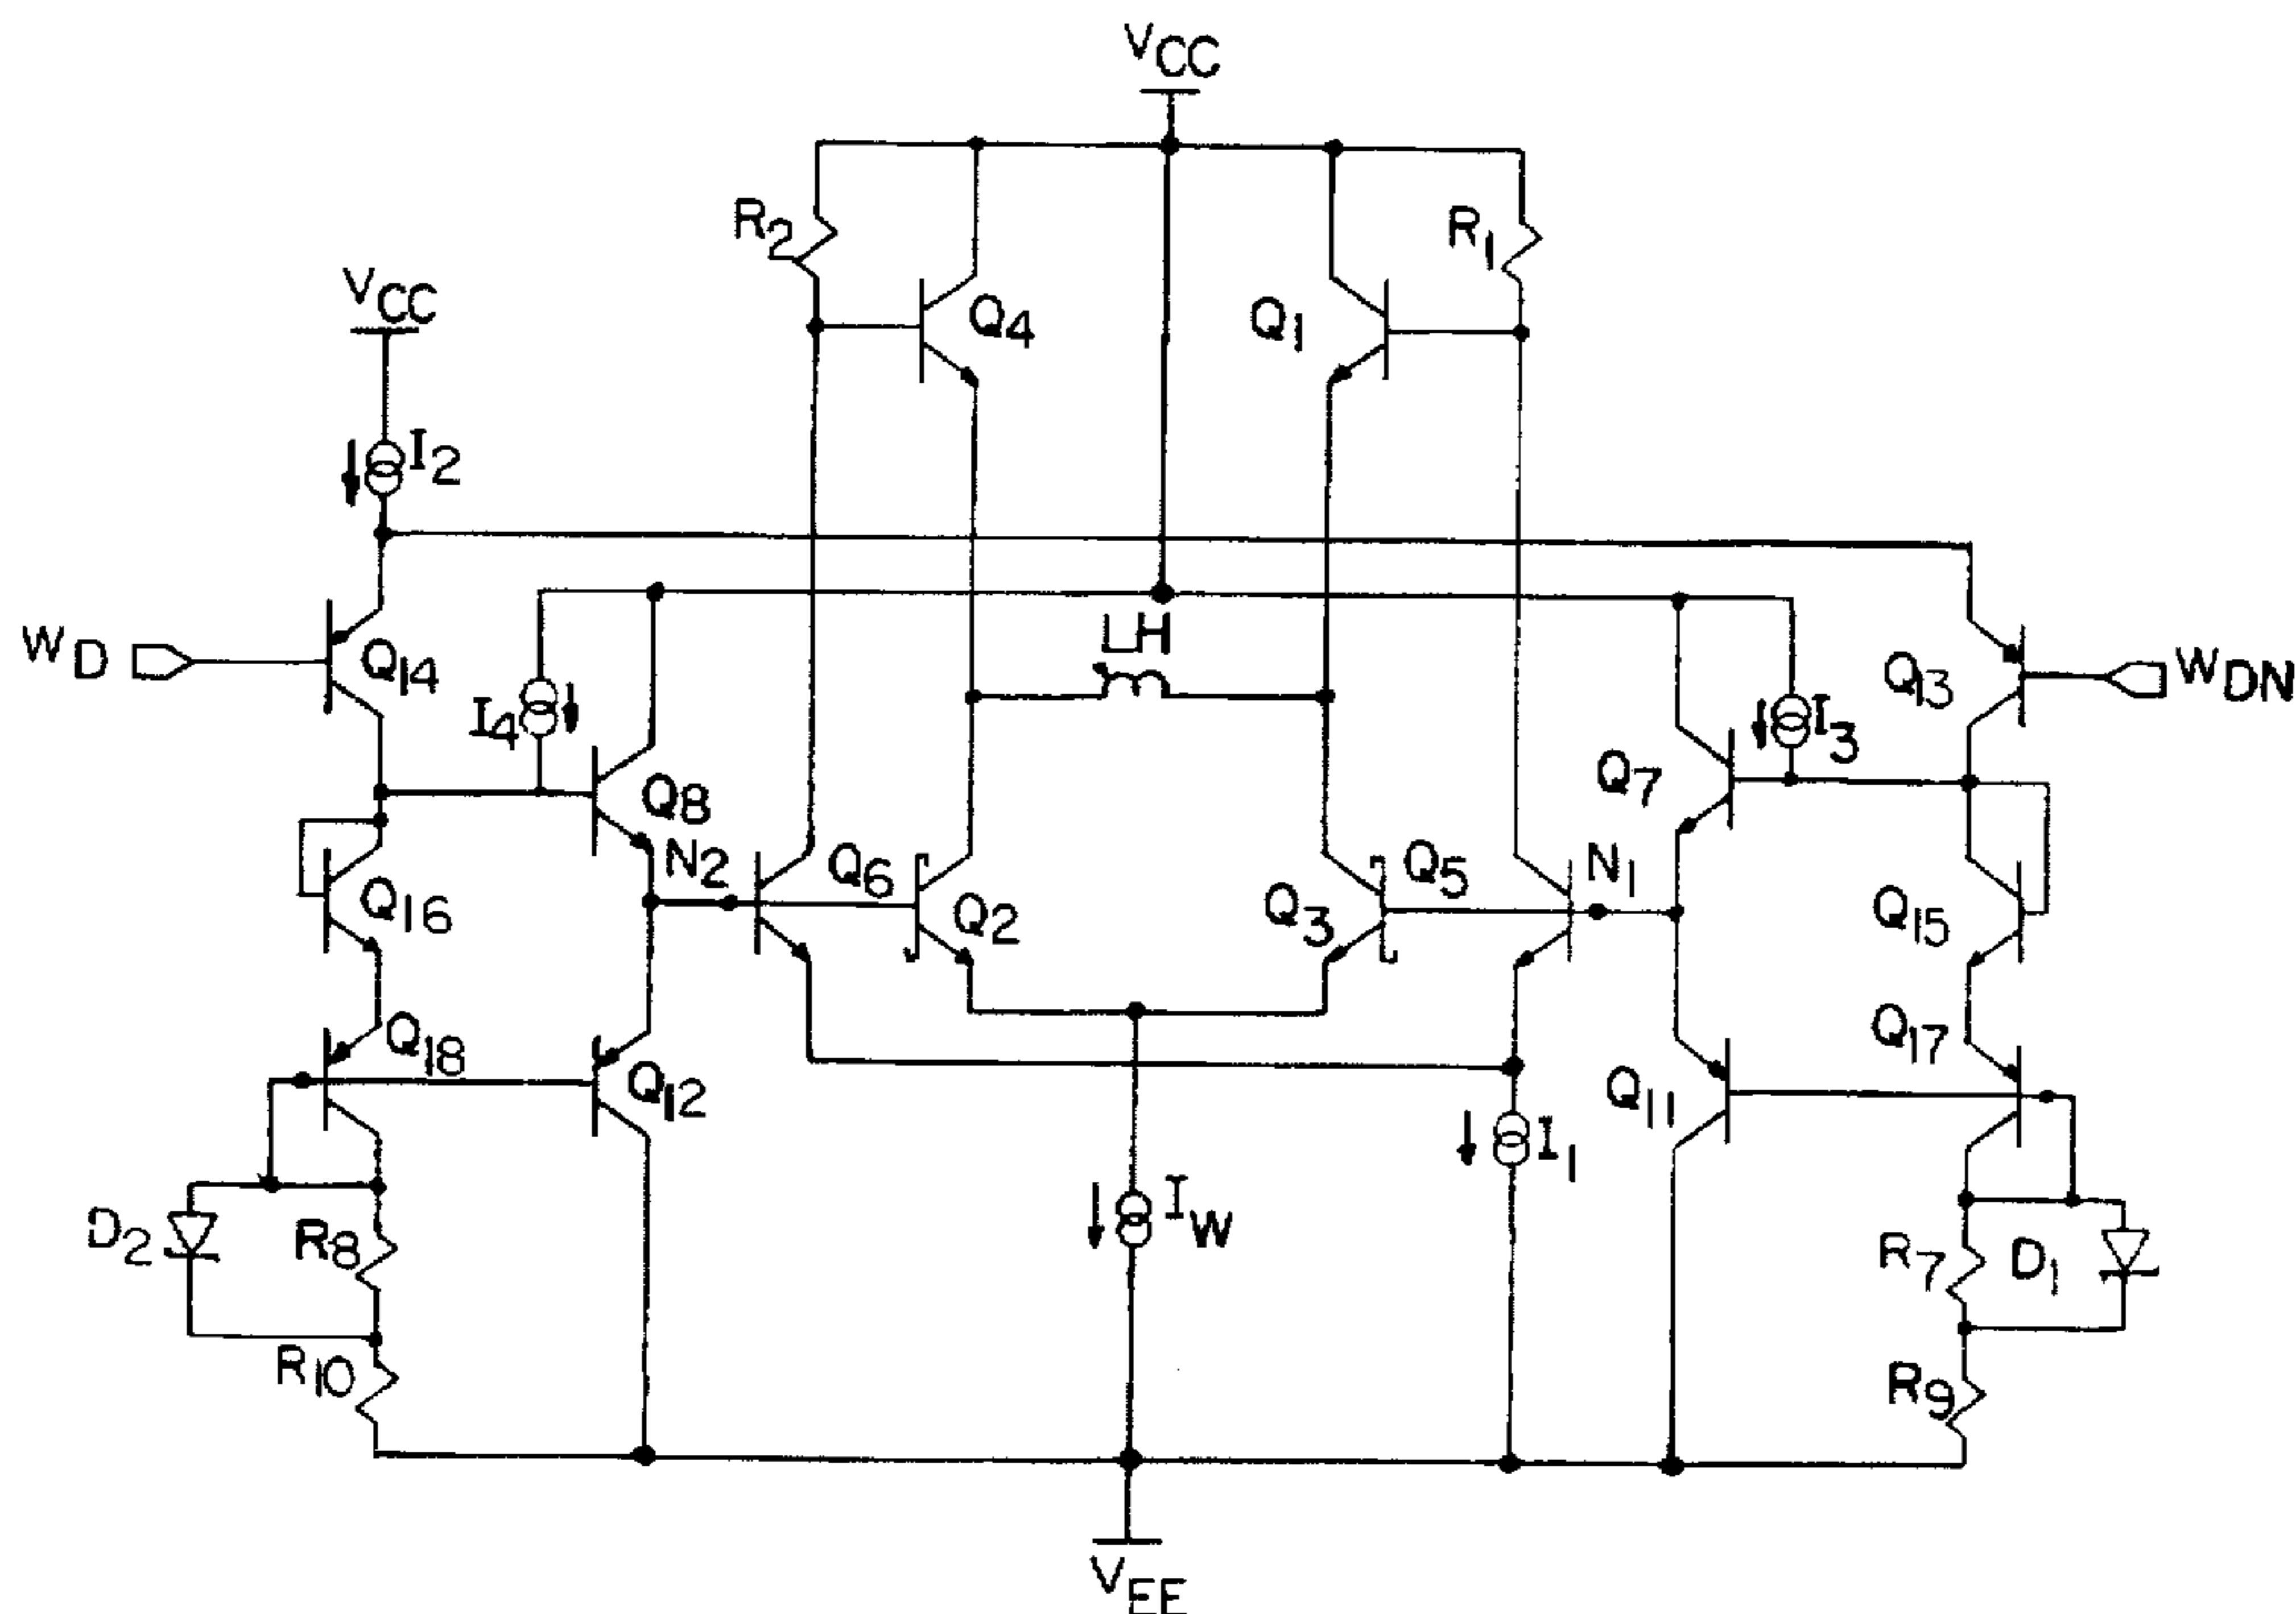 VCC
R2
R1
Q4
Q1
VCC
I2
WD
Q14
LH
Q13
WDN
I4
Q8
Q7
I3
N2
Q6
Q5
N1
Q16
Q2
Q3
Q15
Q18
Q12
Q11
Q17
I1
IW
D2
R8
R7
D1
R10
R9
VEE